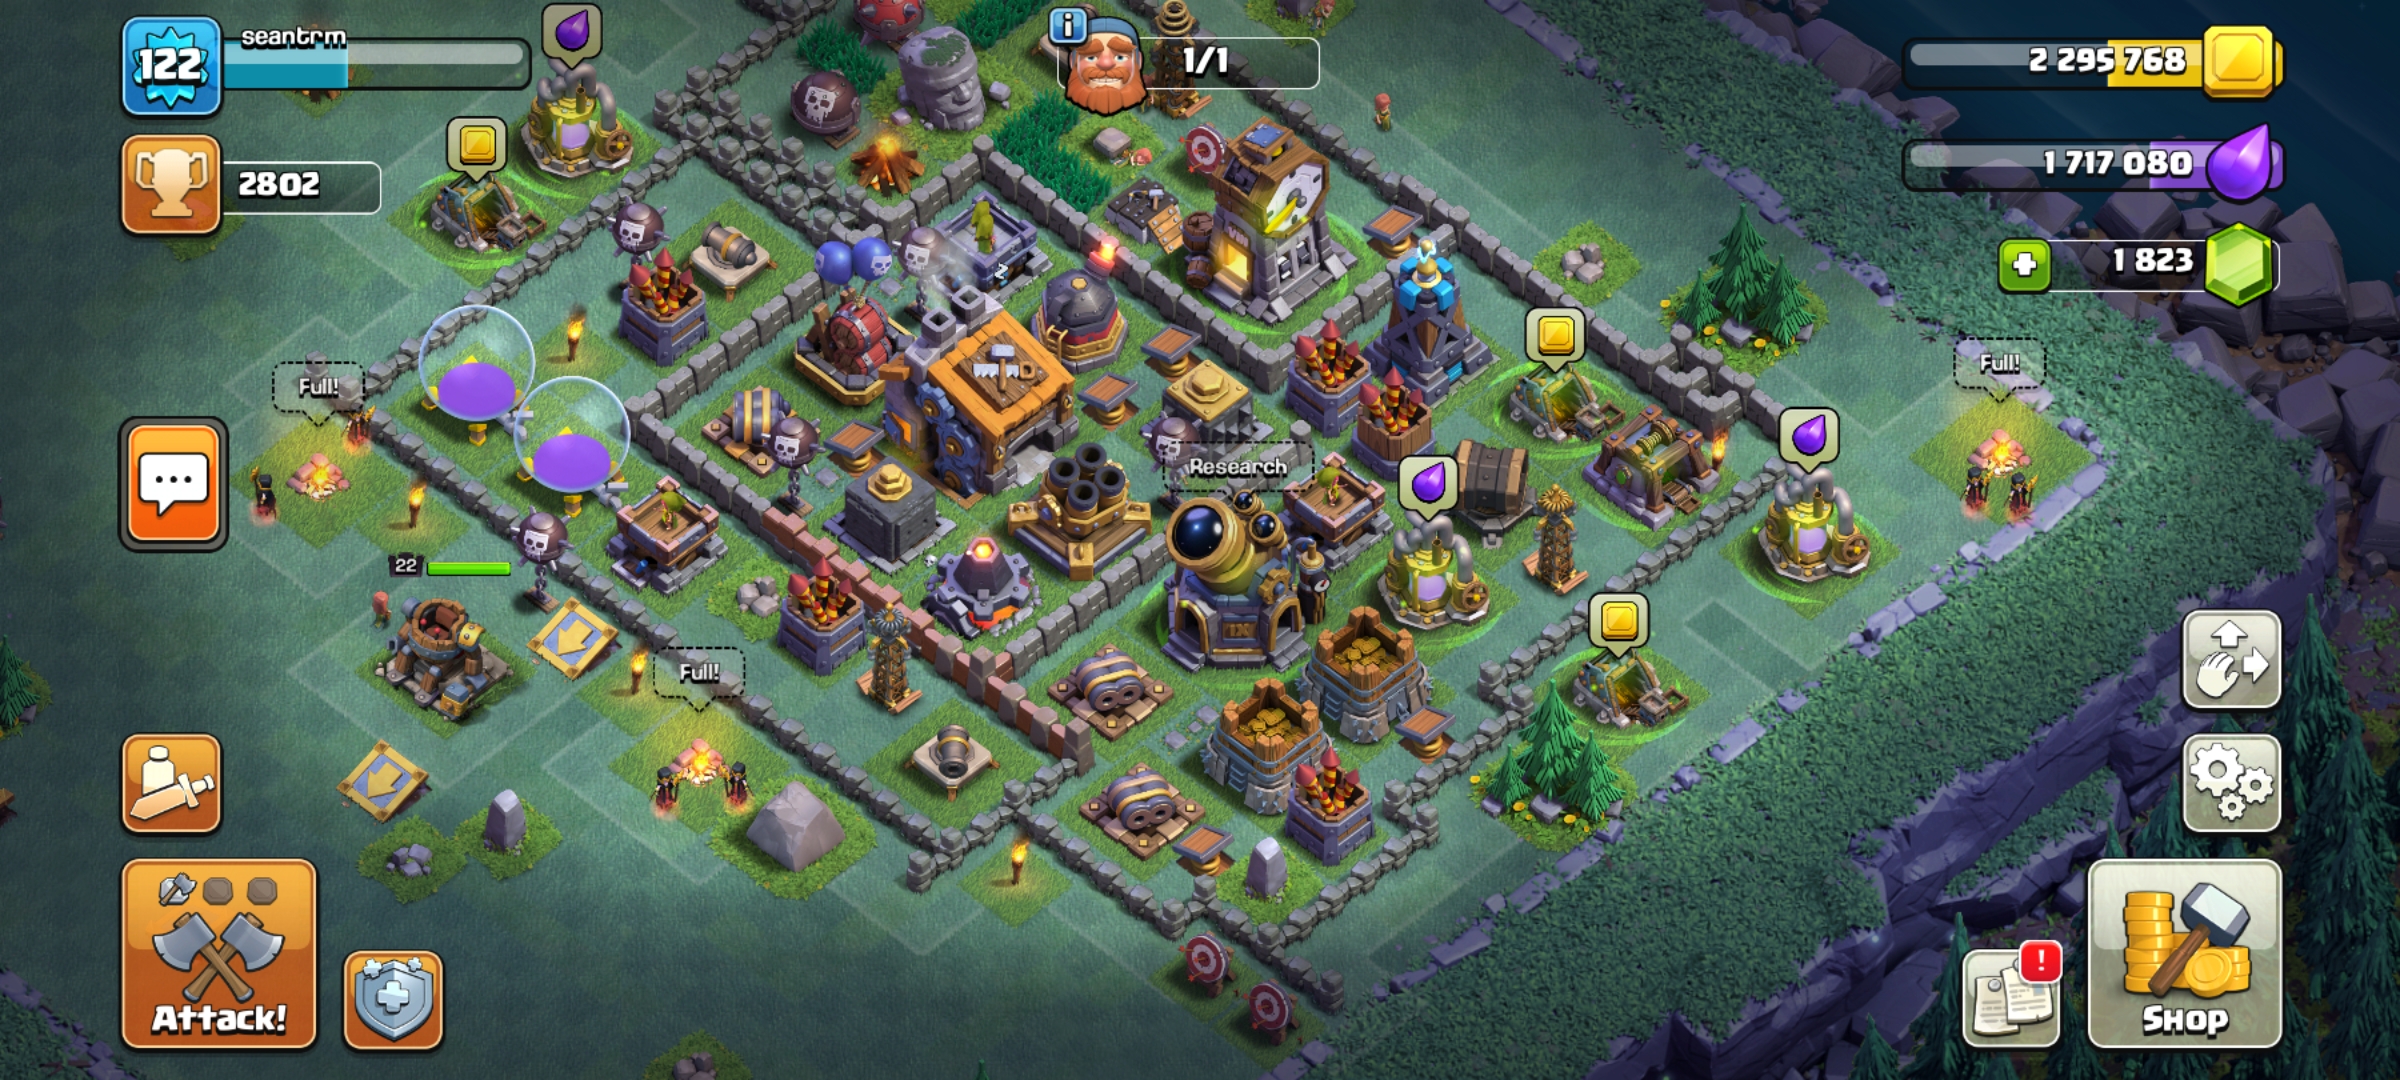 122
seantrm
i
1/1
2 295 768
2802
1 717 080
1 823
Full!
Full!
Research
22
IX
Full!
Attack!
!
Shop